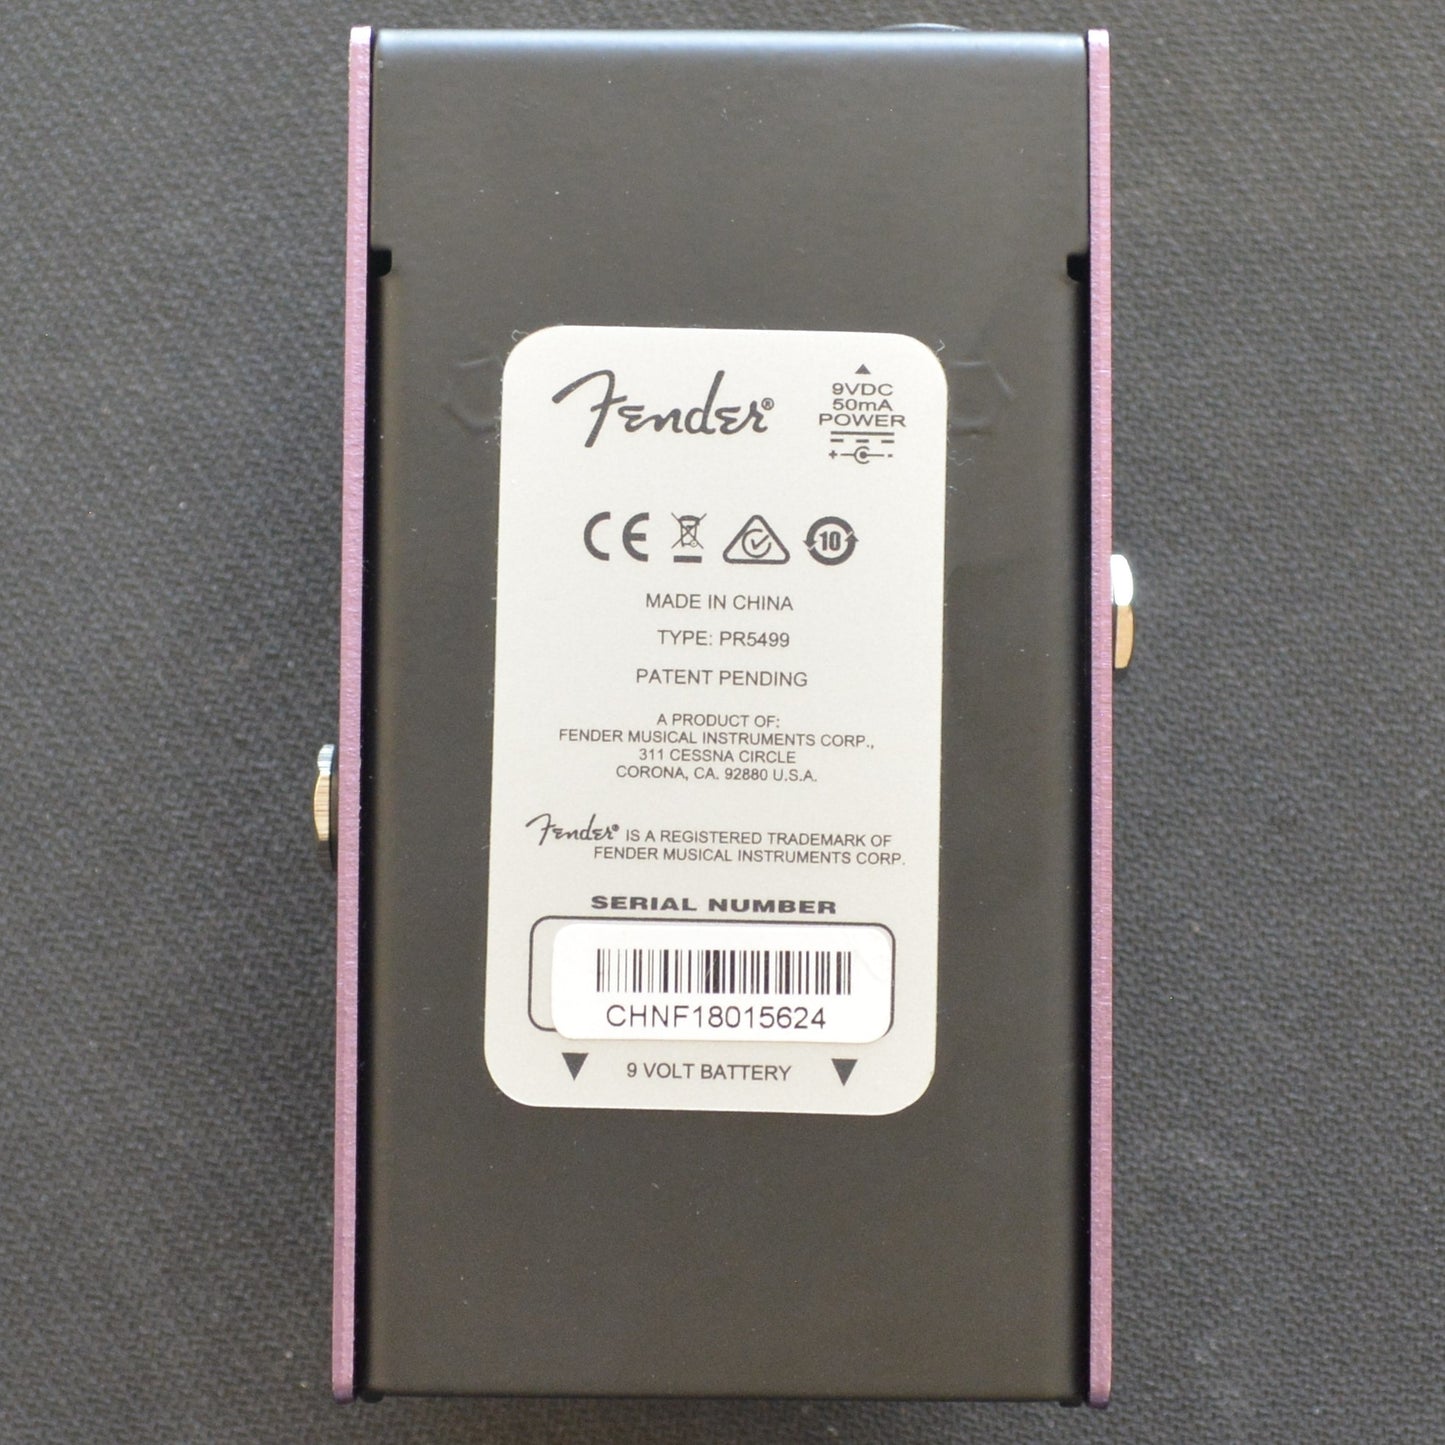 Fender®
9VDC
50mA
POWER
+ -
CE
10
MADE IN CHINA
TYPE: PR5499
PATENT PENDING
A PRODUCT OF:
FENDER MUSICAL INSTRUMENTS CORP.,
311 CESSNA CIRCLE
CORONA, CA. 92880 U.S.A.
Fender® IS A REGISTERED TRADEMARK OF
FENDER MUSICAL INSTRUMENTS CORP.
SERIAL NUMBER
CHNF18015624
9 VOLT BATTERY